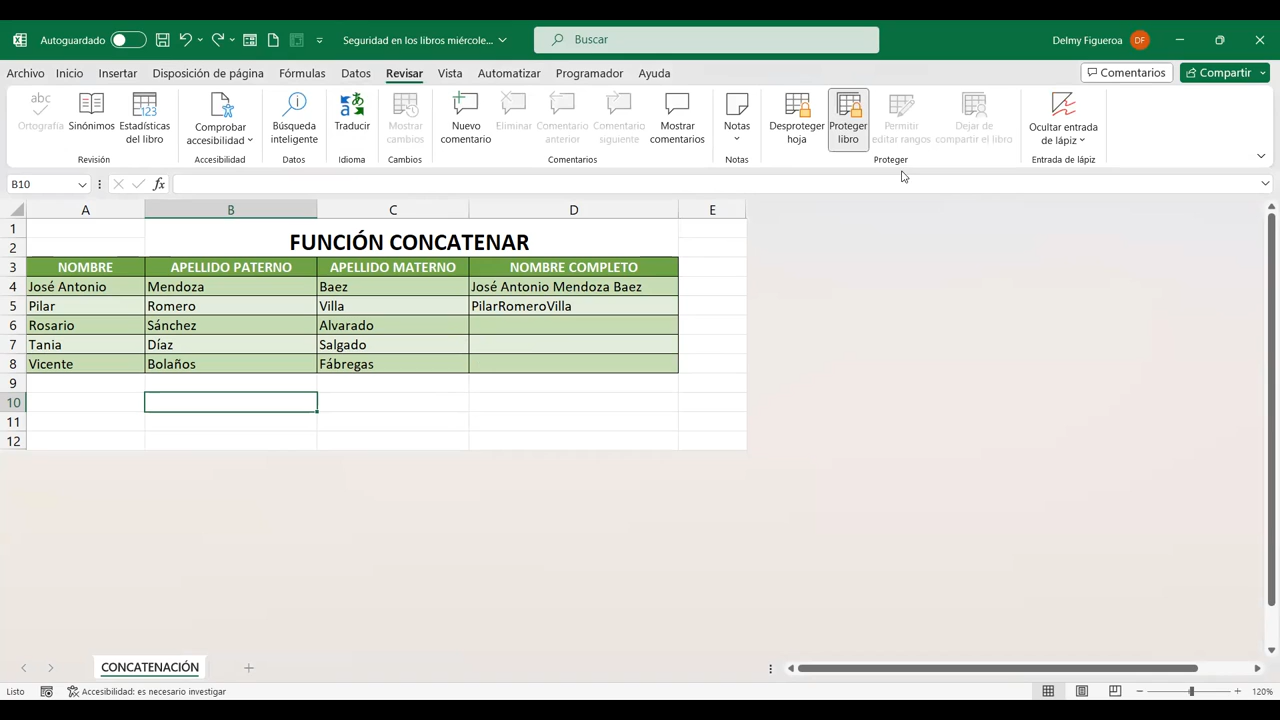 Autoguardado
Seguridad en los libros miércole...
Buscar
Delmy Figueroa
DF
Archivo Inicio Insertar Disposición de página Fórmulas Datos Revisar Vista Automatizar Programador Ayuda
Comentarios
Compartir
abc
Ortografía
Sinónimos
123
Estadísticas
del libro
Revisión
Comprobar
accesibilidad
Accesibilidad
Búsqueda
inteligente
Datos
Traducir
Idioma
Mostrar
cambios
Cambios
Nuevo
comentario
Eliminar
Comentario
anterior
Comentario
siguiente
Mostrar
comentarios
Comentarios
Notas
Notas
Desproteger
hoja
Proteger
libro
Permitir
editar rangos
Dejar de
compartir el libro
Proteger
Ocultar entrada
de lápiz
Entrada de lápiz
B10
fx
A B C D E
1
2 FUNCIÓN CONCATENAR
3 NOMBRE APELLIDO PATERNO APELLIDO MATERNO NOMBRE COMPLETO
4 José Antonio Mendoza Baez José Antonio Mendoza Baez
5 Pilar Romero Villa PilarRomeroVilla
6 Rosario Sánchez Alvarado
7 Tania Díaz Salgado
8 Vicente Bolaños Fábregas
9
10
11
12
CONCATENACIÓN
Listo
Accesibilidad: es necesario investigar
120%